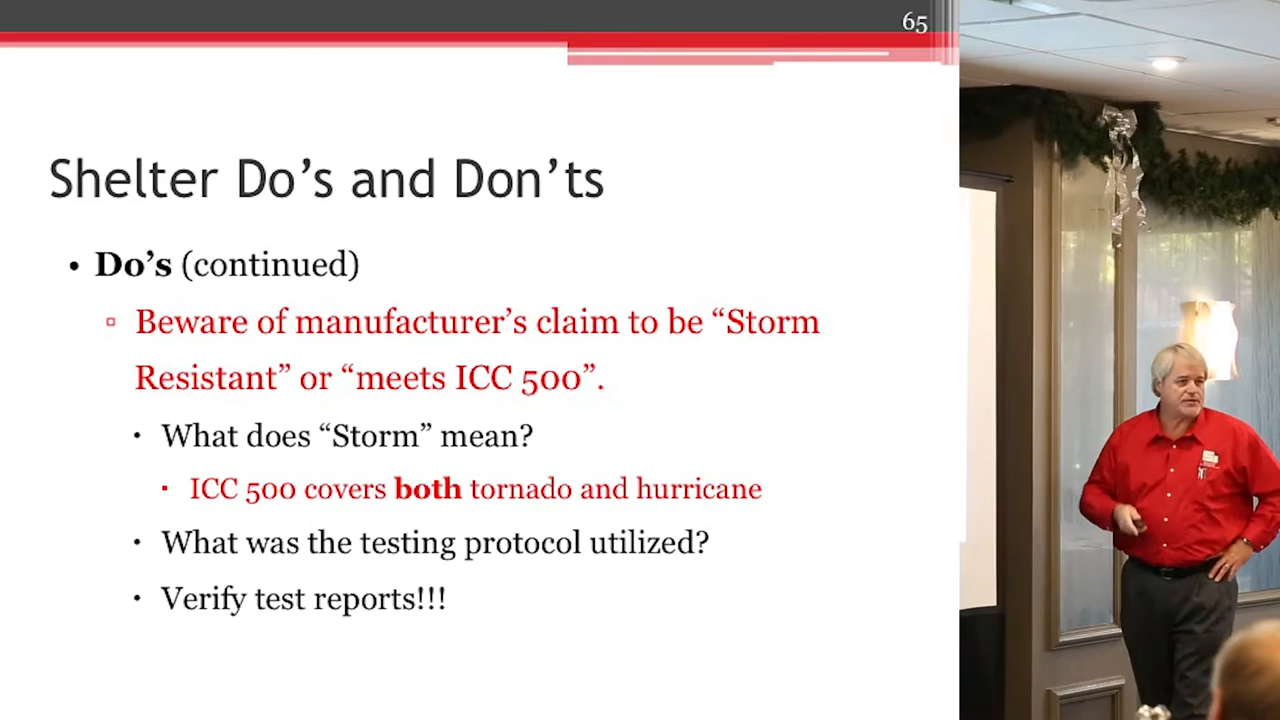 65
Shelter Do’s and Don’ts
• Do’s (continued)
▫ Beware of manufacturer’s claim to be “Storm
Resistant” or “meets ICC 500”.
• What does “Storm” mean?
• ICC 500 covers both tornado and hurricane
• What was the testing protocol utilized?
• Verify test reports!!!